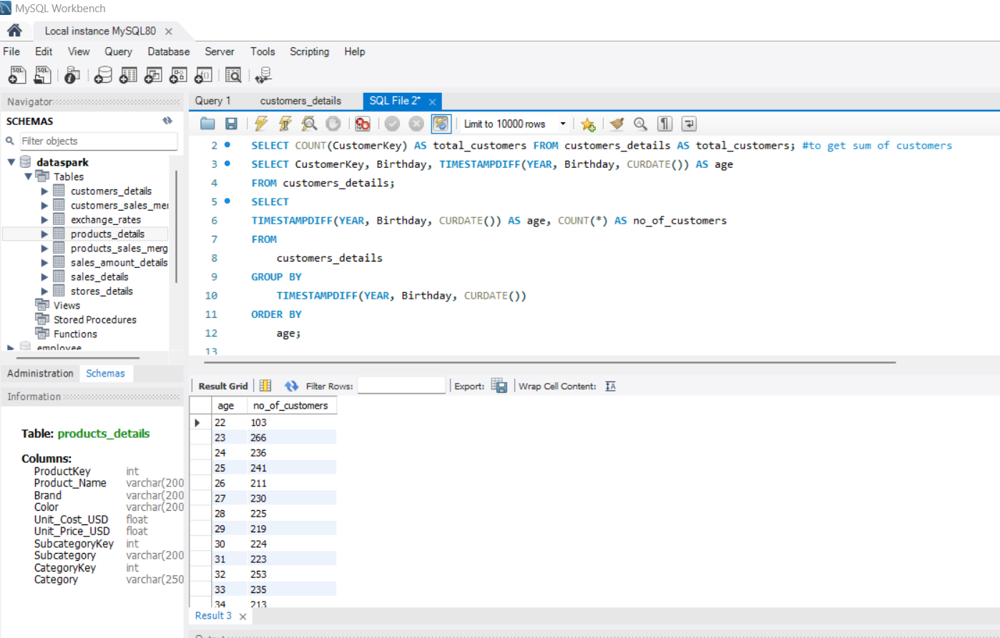 MySQL Workbench
Local instance MySQL80
File Edit View Query Database Server Tools Scripting Help
Navigator
SCHEMAS
Filter objects
dataspark
Tables
customers_details
customers_sales_mer
exchange_rates
products_details
products_sales_merg
sales_amount_details
sales_details
stores_details
Views
Stored Procedures
Functions
employee
Administration Schemas
Information
Table: products_details
Columns:
ProductKey int
Product_Name varchar(200
Brand varchar(200
Color varchar(200
Unit_Cost_USD float
Unit_Price_USD float
SubcategoryKey int
Subcategory varchar(200
CategoryKey int
Category varchar(250
Query 1 customers_details SQL File 2*
Limit to 10000 rows
2 SELECT COUNT(CustomerKey) AS total_customers FROM customers_details AS total_customers; #to get sum of customers
3 SELECT CustomerKey, Birthday, TIMESTAMPDIFF(YEAR, Birthday, CURDATE()) AS age
4 FROM customers_details;
5 SELECT
6 TIMESTAMPDIFF(YEAR, Birthday, CURDATE()) AS age, COUNT(*) AS no_of_customers
7 FROM
8 customers_details
9 GROUP BY
10 TIMESTAMPDIFF(YEAR, Birthday, CURDATE())
11 ORDER BY
12 age;
13
Result Grid Filter Rows: Export: Wrap Cell Content:
age no_of_customers
22 103
23 266
24 236
25 241
26 211
27 230
28 225
29 219
30 224
31 223
32 253
33 235
34 213
Result 3
Output